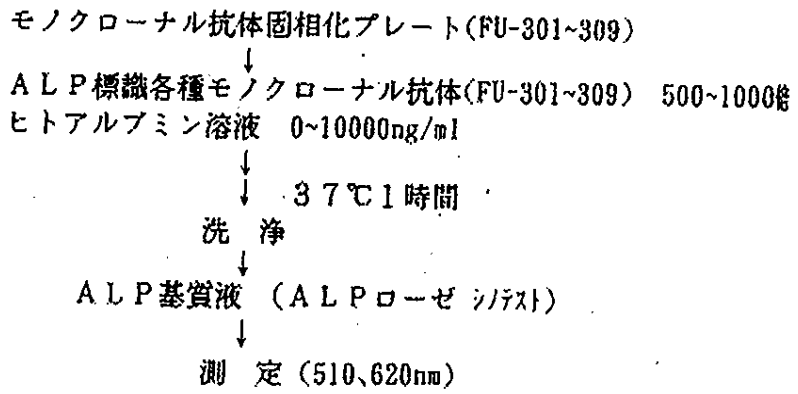 モノクローナル抗体固相化プレート(FU-301~309)
↓
ALP標識各種モノクローナル抗体(FU-301~309) 500~1000倍
ヒトアルブミン溶液 0~10000ng/ml
↓
↓ 37℃1時間
洗 浄
↓
ALP基質液 (ALPローゼ シノテスト)
↓
測 定 (510、620nm)